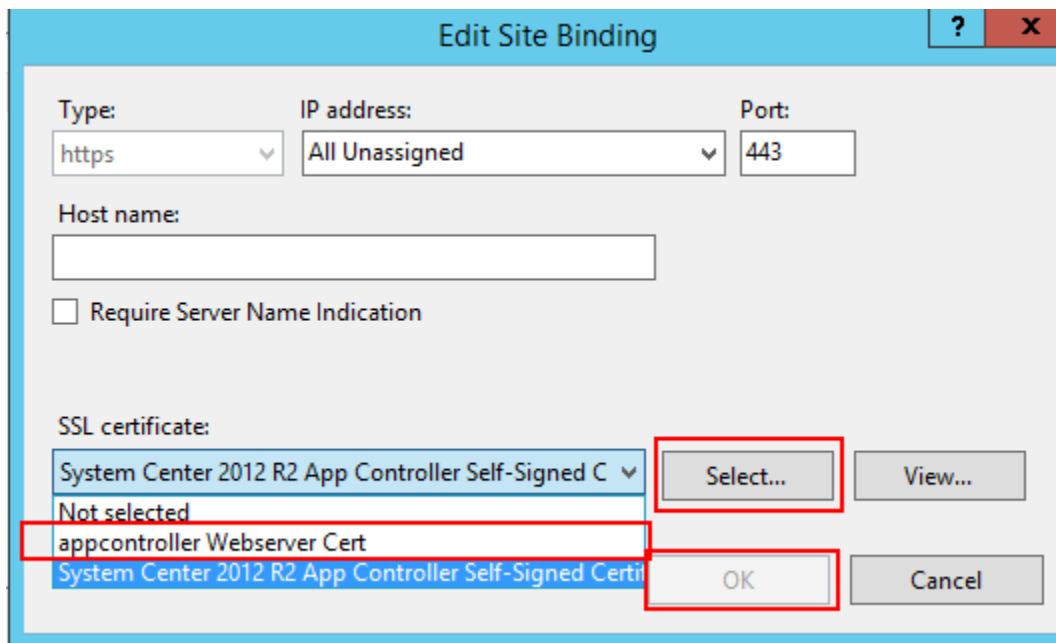 Edit Site Binding
?
x
Type:
IP address:
Port:
https
All Unassigned
443
Host name:
Require Server Name Indication
SSL certificate:
System Center 2012 R2 App Controller Self-Signed C
Select...
View...
Not selected
appcontroller Webserver Cert
System Center 2012 R2 App Controller Self-Signed Certif
OK
Cancel